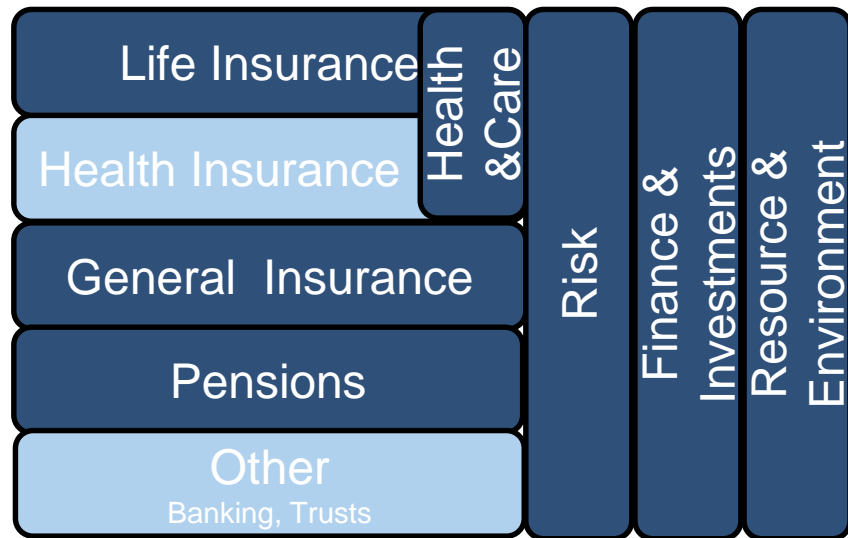 Life Insurance
Health
&Care
Health Insurance
General Insurance
Pensions
Other
Banking, Trusts
Risk
Finance &
Investments
Resource &
Environment